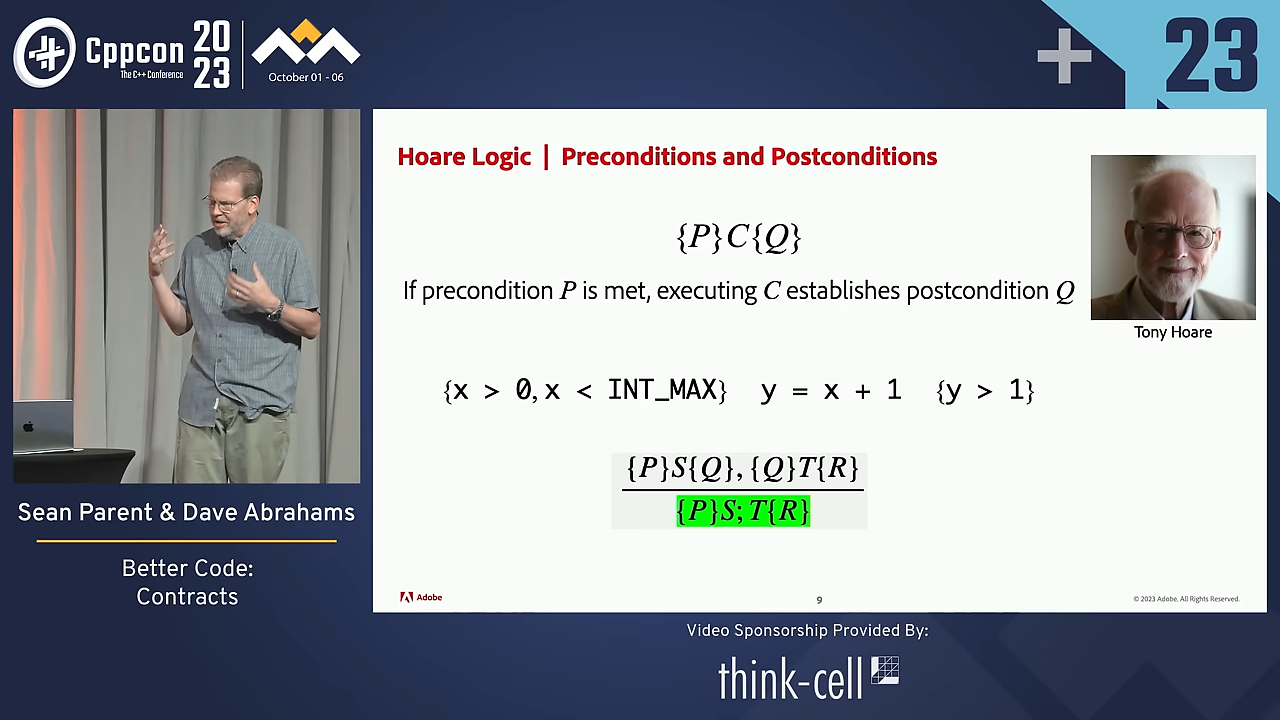 Cppcon
The C++ Conference
20
23
October 01 - 06
23
Hoare Logic | Preconditions and Postconditions
{P}C{Q}
If precondition P is met, executing C establishes postcondition Q
Tony Hoare
{x > 0, x < INT_MAX} y = x + 1 {y > 1}
{P}S{Q}, {Q}T{R}
{P}S; T{R}
Adobe
9
© 2023 Adobe. All Rights Reserved.
Sean Parent & Dave Abrahams
Better Code:
Contracts
Video Sponsorship Provided By:
think-cell